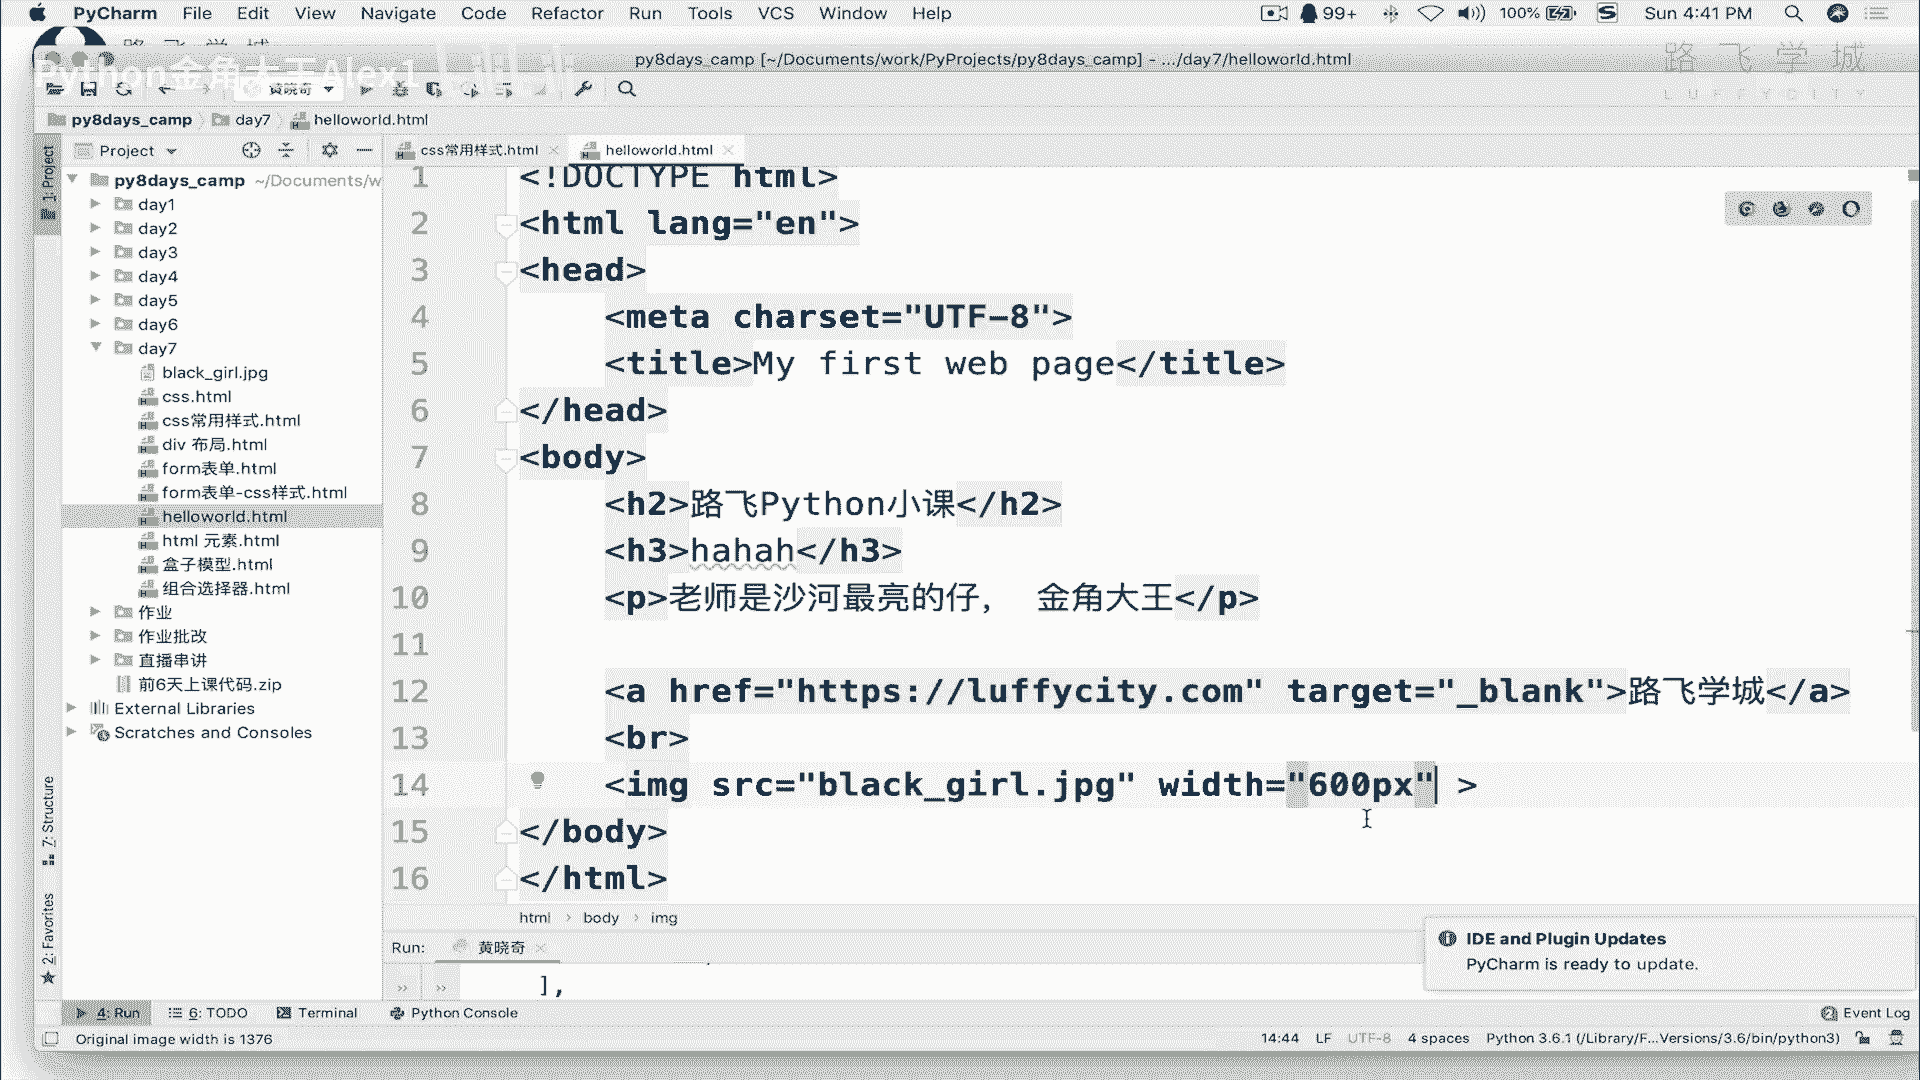 PyCharm File Edit View Navigate Code Refactor Run Tools VCS Window Help 99+ 100% Sun 4:41 PM
路飞学城
py8days_camp [~/Documents/work/PyProjects/py8days_camp] - .../day7/helloworld.html
路飞学城
Python金角大王Alex1
黄晓奇
LUFFYCITY
py8days_camp day7 helloworld.html
1: Project
Project
css常用样式.html
helloworld.html
py8days_camp ~/Documents/w
day1
day2
day3
day4
day5
day6
day7
black_girl.jpg
css.html
css常用样式.html
div 布局.html
form表单.html
form表单-css样式.html
helloworld.html
html 元素.html
盒子模型.html
组合选择器.html
作业
作业批改
直播串讲
前6天上课代码.zip
External Libraries
Scratches and Consoles
1 <!DOCTYPE html>
2 <html lang="en">
3 <head>
4 <meta charset="UTF-8">
5 <title>My first web page</title>
6 </head>
7 <body>
8 <h2>路飞Python小课</h2>
9 <h3>hahah</h3>
10 <p>老师是沙河最亮的仔， 金角大王</p>
11
12 <a href="https://luffycity.com" target="_blank">路飞学城</a>
13 <br>
14 <img src="black_girl.jpg" width="600px" >
15 </body>
16 </html>
html body img
7: Structure
2: Favorites
Run: 黄晓奇
],
IDE and Plugin Updates
PyCharm is ready to update.
4: Run 6: TODO Terminal Python Console Event Log
Original image width is 1376 14:44 LF UTF-8 4 spaces Python 3.6.1 (/Library/F...Versions/3.6/bin/python3)